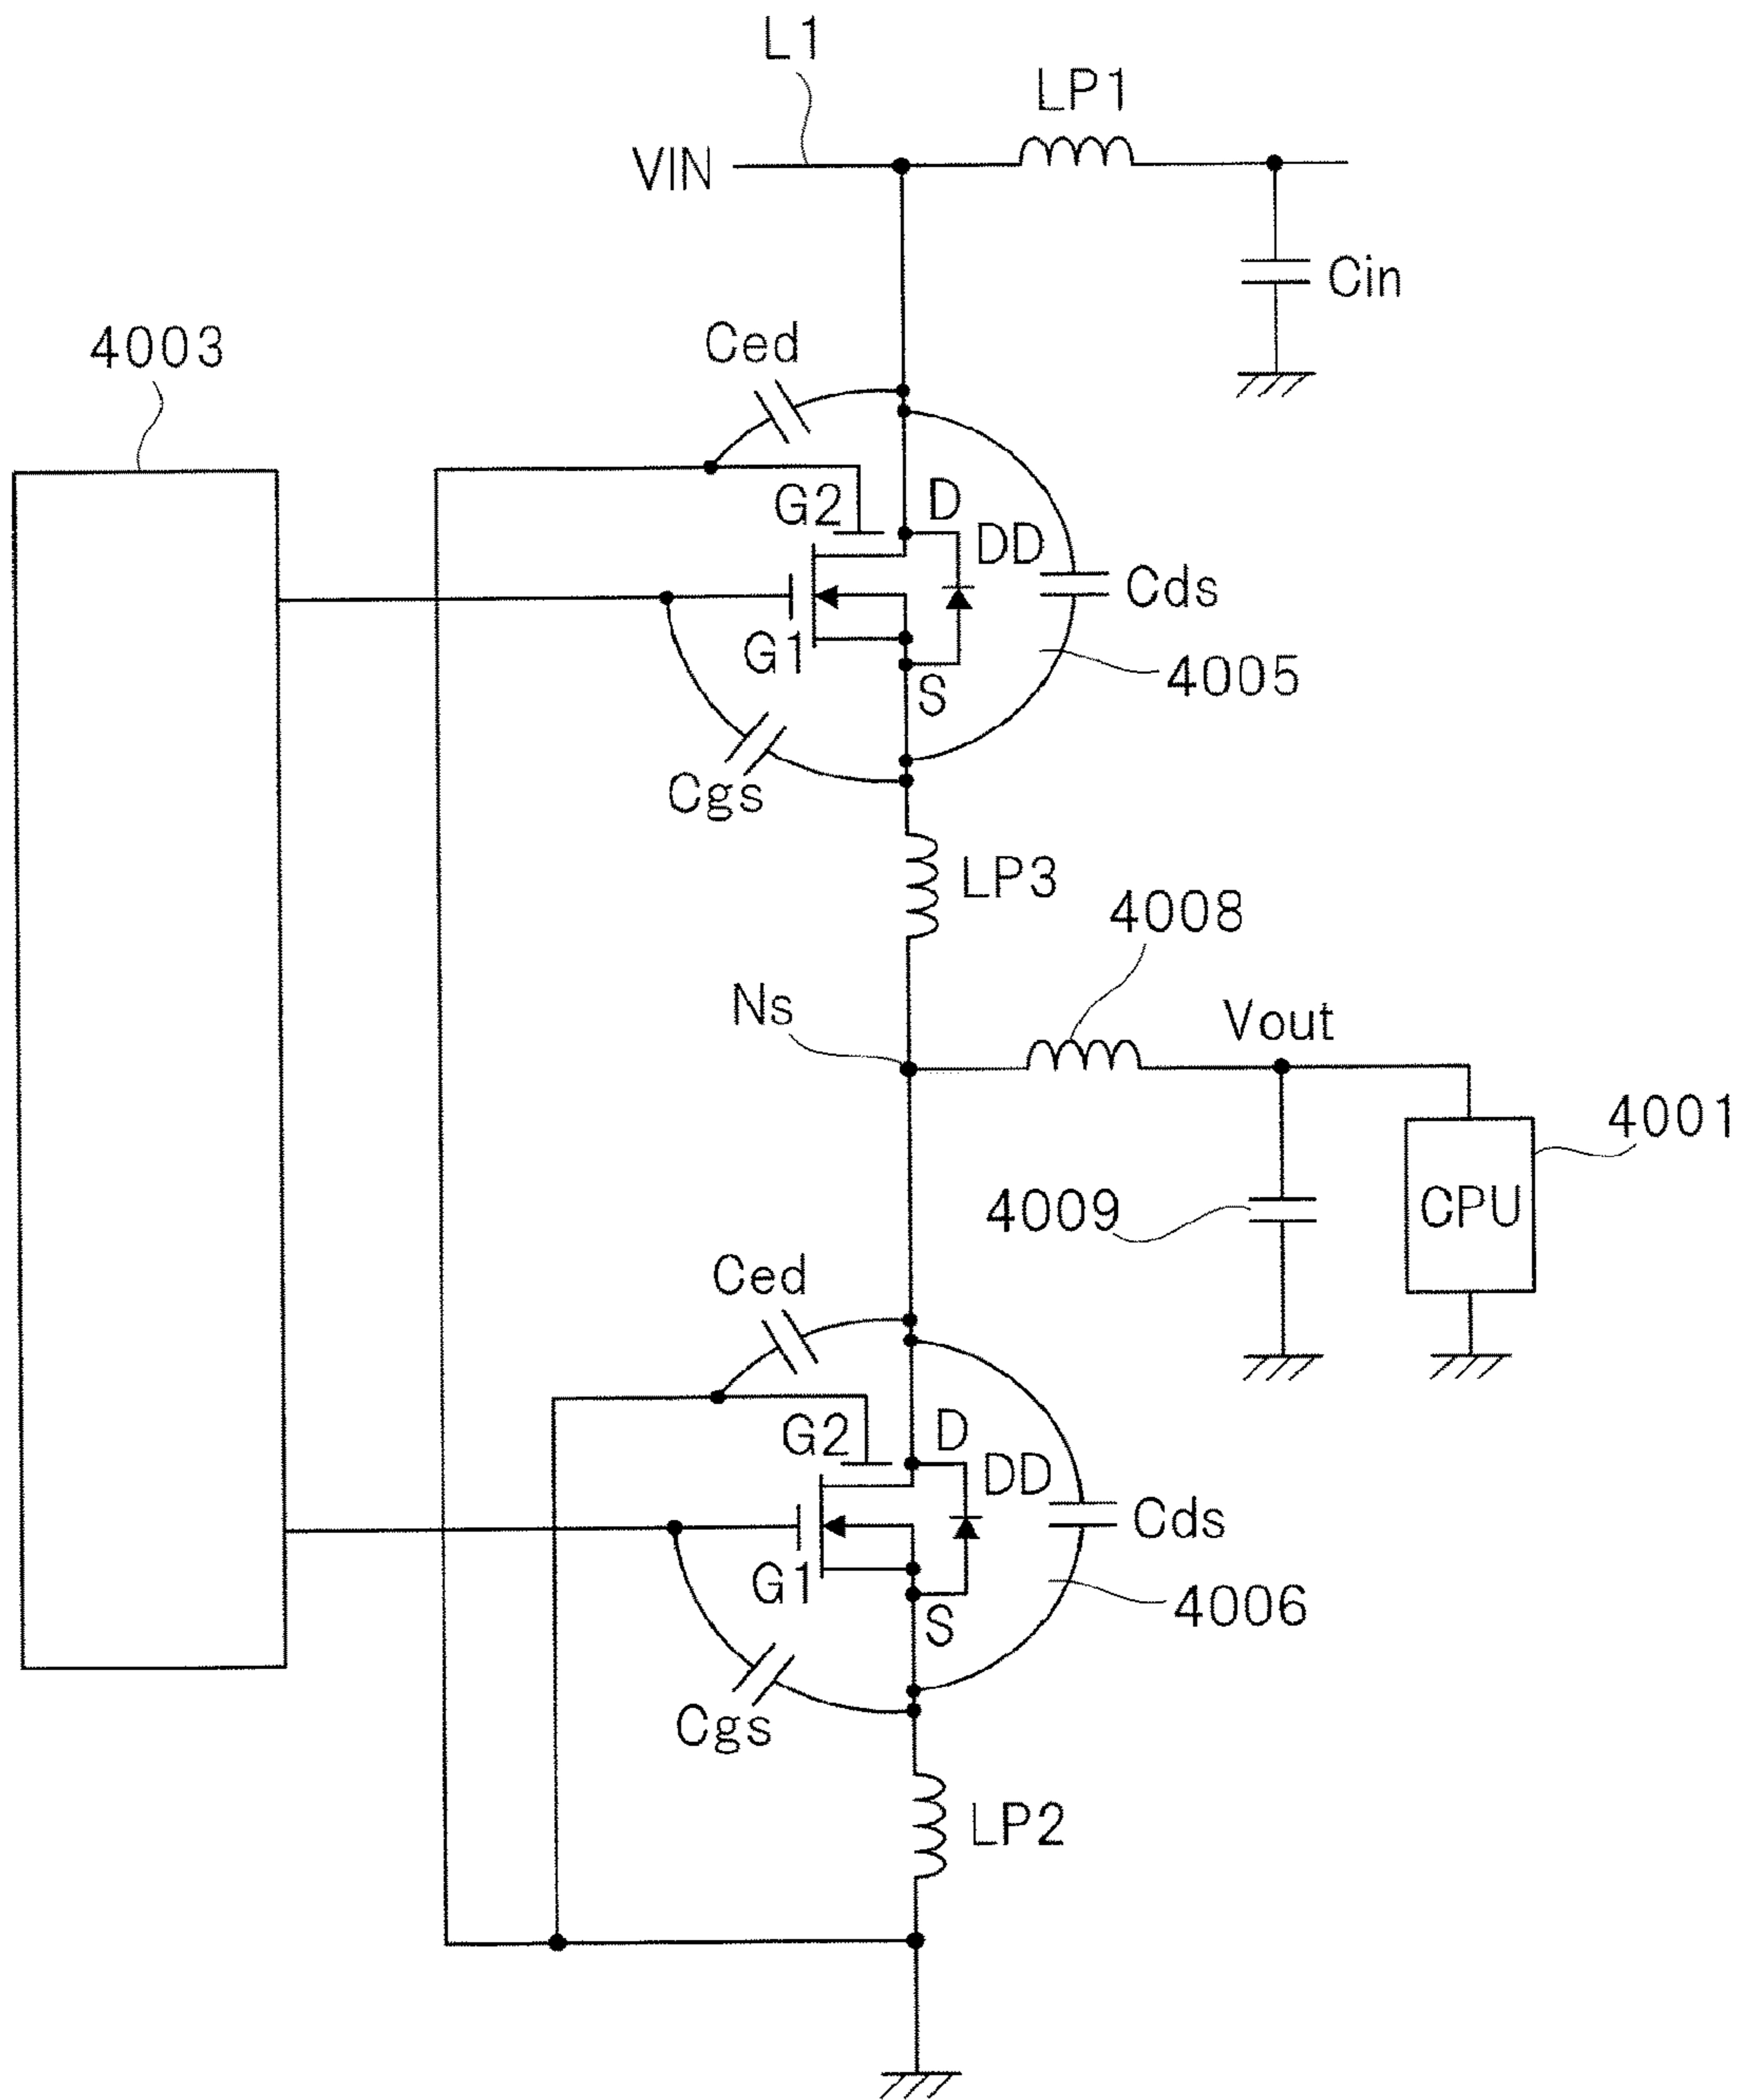 L1
LP1
VIN
Cin
4003
Ced
G2
D
DD
Cds
G1
4005
S
Cgs
LP3
4008
Ns
Vout
4001
CPU
4009
Ced
G2
D
DD
Cds
G1
4006
S
Cgs
LP2